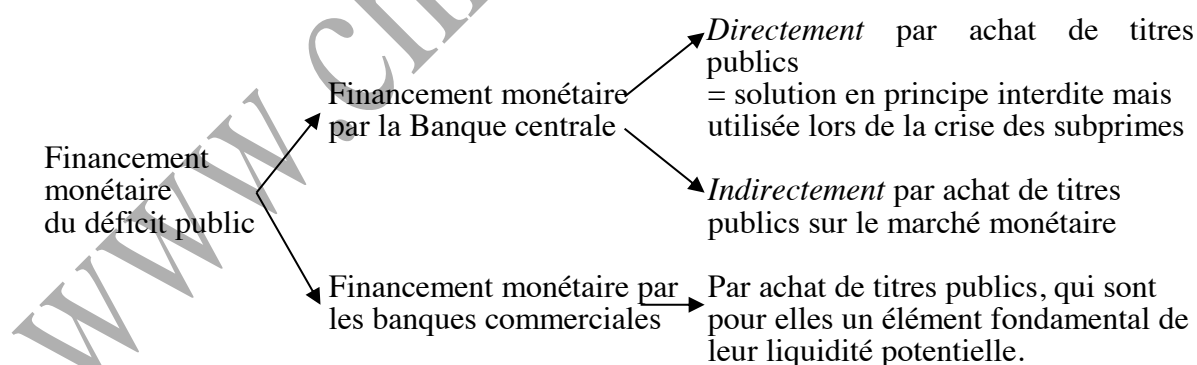 Financement
monétaire
du déficit public
Financement monétaire
par la Banque centrale
Directement par achat de titres
publics
= solution en principe interdite mais
utilisée lors de la crise des subprimes
Indirectement par achat de titres
publics sur le marché monétaire
Financement monétaire par
les banques commerciales
Par achat de titres publics, qui sont
pour elles un élément fondamental de
leur liquidité potentielle.